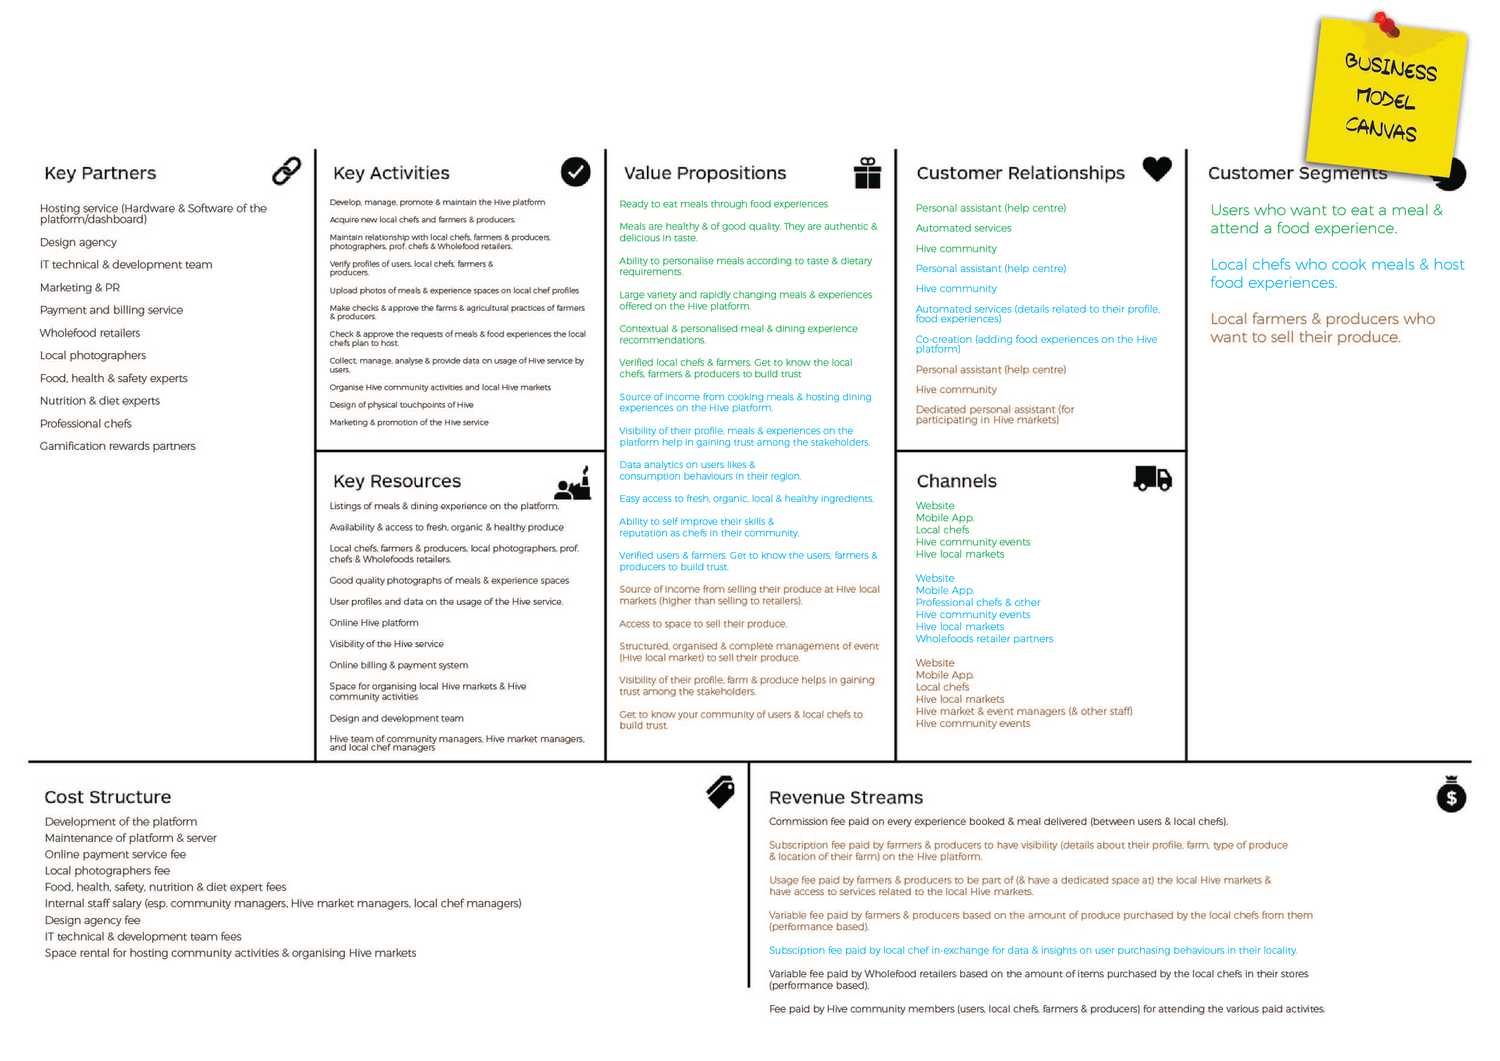 BUSINESS
MODEL
CANVAS
Key Partners
Hosting service (Hardware & Software of the
platform/dashboard)
Design agency
IT technical & development team
Marketing & PR
Payment and billing service
Wholefood retailers
Local photographers
Food, health & safety experts
Nutrition & diet experts
Professional chefs
Gamification rewards partners
Key Activities
Develop, manage, promote & maintain the Hive platform
Acquire new local chefs and farmers & producers.
Maintain relationship with local chefs, farmers & producers,
photographers, prof. chefs & Wholefood retailers.
Verify profiles of users, local chefs, farmers &
producers.
Upload photos of meals & experience spaces on local chef profiles
Make checks & approve the farms & agricultural practices of farmers
& producers.
Check & approve the requests of meals & food experiences the local
chefs plan to host.
Collect, manage, analyse & provide data on usage of Hive service by
users.
Organise Hive community activities and local Hive markets
Design of physical touchpoints of Hive
Marketing & promotion of the Hive service
Key Resources
Listings of meals & dining experience on the platform.
Availability & access to fresh, organic & healthy produce
Local chefs, farmers & producers, local photographers, prof.
chefs & Wholefoods retailers.
Good quality photographs of meals & experience spaces
User profiles and data on the usage of the Hive service.
Online Hive platform
Visibility of the Hive service
Online billing & payment system
Space for organising local Hive markets & Hive
community activities
Design and development team
Hive team of community managers, Hive market managers,
and local chef managers
Value Propositions
Ready to eat meals through food experiences
Meals are healthy & of good quality. They are authentic &
delicious in taste.
Ability to personalise meals according to taste & dietary
requirements.
Large variety and rapidly changing meals & experiences
offered on the Hive platform.
Contextual & personalised meal & dining experience
recommendations.
Verified local chefs & farmers. Get to know the local
chefs, farmers & producers to build trust
Source of income from cooking meals & hosting dining
experiences on the Hive platform.
Visibility of their profile, meals & experiences on the
platform help in gaining trust among the stakeholders.
Data analytics on users likes &
consumption behaviours in their region.
Easy access to fresh, organic, local & healthy ingredients.
Ability to self improve their skills &
reputation as chefs in their community.
Verified users & farmers. Get to know the users, farmers &
producers to build trust.
Source of income from selling their produce at Hive local
markets (higher than selling to retailers).
Access to space to sell their produce.
Structured, organised & complete management of event
(Hive local market) to sell their produce.
Visibility of their profile, farm & produce helps in gaining
trust among the stakeholders.
Get to know your community of users & local chefs to
build trust.
Customer Relationships
Personal assistant (help centre)
Automated services
Hive community
Personal assistant (help centre)
Hive community
Automated services (details related to their profile,
food experiences)
Co-creation (adding food experiences on the Hive
platform)
Personal assistant (help centre)
Hive community
Dedicated personal assistant (for
participating in Hive markets)
Channels
Website
Mobile App.
Local chefs
Hive community events
Hive local markets
Website
Mobile App.
Professional chefs & other
Hive community events
Hive local markets
Wholefoods retailer partners
Website
Mobile App.
Local chefs
Hive local markets
Hive market & event managers (& other staff)
Hive community events
Customer Segments
Users who want to eat a meal &
attend a food experience.
Local chefs who cook meals & host
food experiences.
Local farmers & producers who
want to sell their produce.
Cost Structure
Development of the platform
Maintenance of platform & server
Online payment service fee
Local photographers fee
Food, health, safety, nutrition & diet expert fees
Internal staff salary (esp. community managers, Hive market managers, local chef managers)
Design agency fee
IT technical & development team fees
Space rental for hosting community activities & organising Hive markets
Revenue Streams
Commission fee paid on every experience booked & meal delivered (between users & local chefs).
Subscription fee paid by farmers & producers to have visibility (details about their profile, farm, type of produce
& location of their farm) on the Hive platform.
Usage fee paid by farmers & producers to be part of (& have a dedicated space at) the local Hive markets &
have access to services related to the local Hive markets.
Variable fee paid by farmers & producers based on the amount of produce purchased by the local chefs from them
(performance based).
Subsciption fee paid by local chef in-exchange for data & insights on user purchasing behaviours in their locality.
Variable fee paid by Wholefood retailers based on the amount of items purchased by the local chefs in their stores
(performance based).
Fee paid by Hive community members (users, local chefs, farmers & producers) for attending the various paid activites.